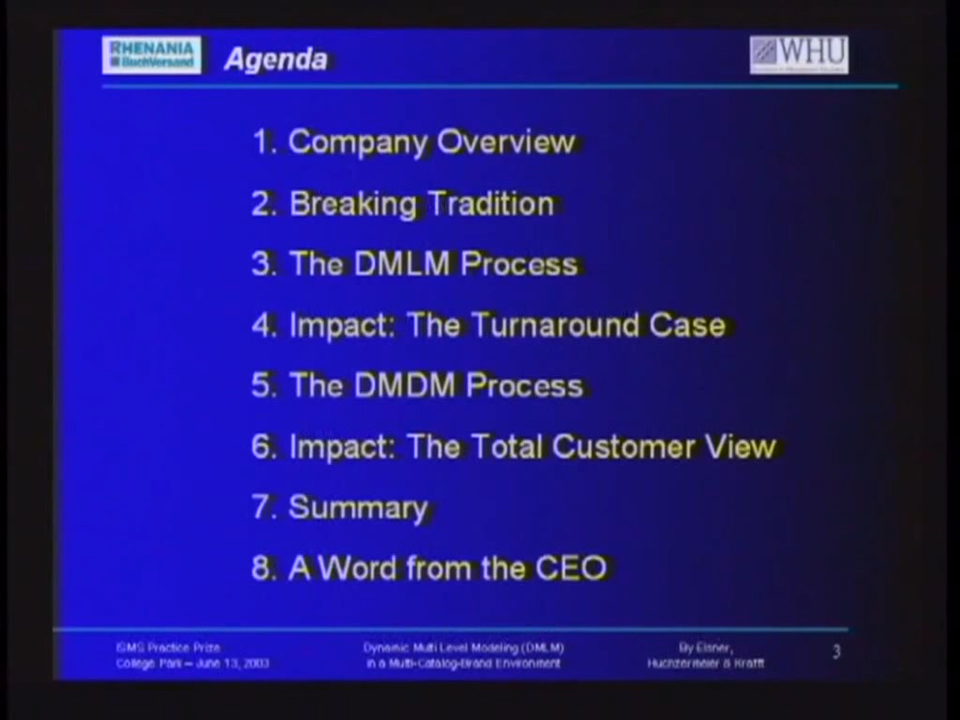 RHENANIA
BuchVersand
Agenda
WHU
1. Company Overview
2. Breaking Tradition
3. The DMLM Process
4. Impact: The Turnaround Case
5. The DMDM Process
6. Impact: The Total Customer View
7. Summary
8. A Word from the CEO
ISMS Practice Prize
College Park – June 13, 2003
Dynamic Multi Level Modeling (DMLM)
in a Multi-Catalog-Brand Environment
By Elsner,
Huchzermeier & Krafft
3